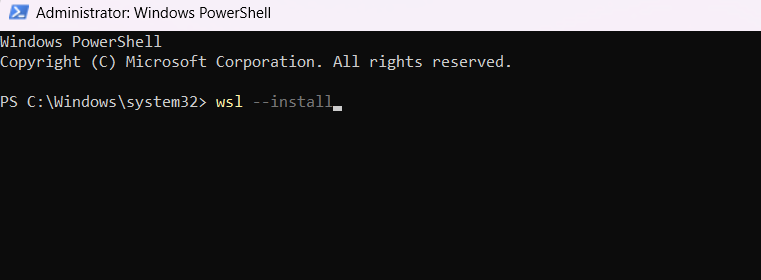 Administrator: Windows PowerShell
Windows PowerShell
Copyright (C) Microsoft Corporation. All rights reserved.
PS C:\Windows\system32> wsl --install